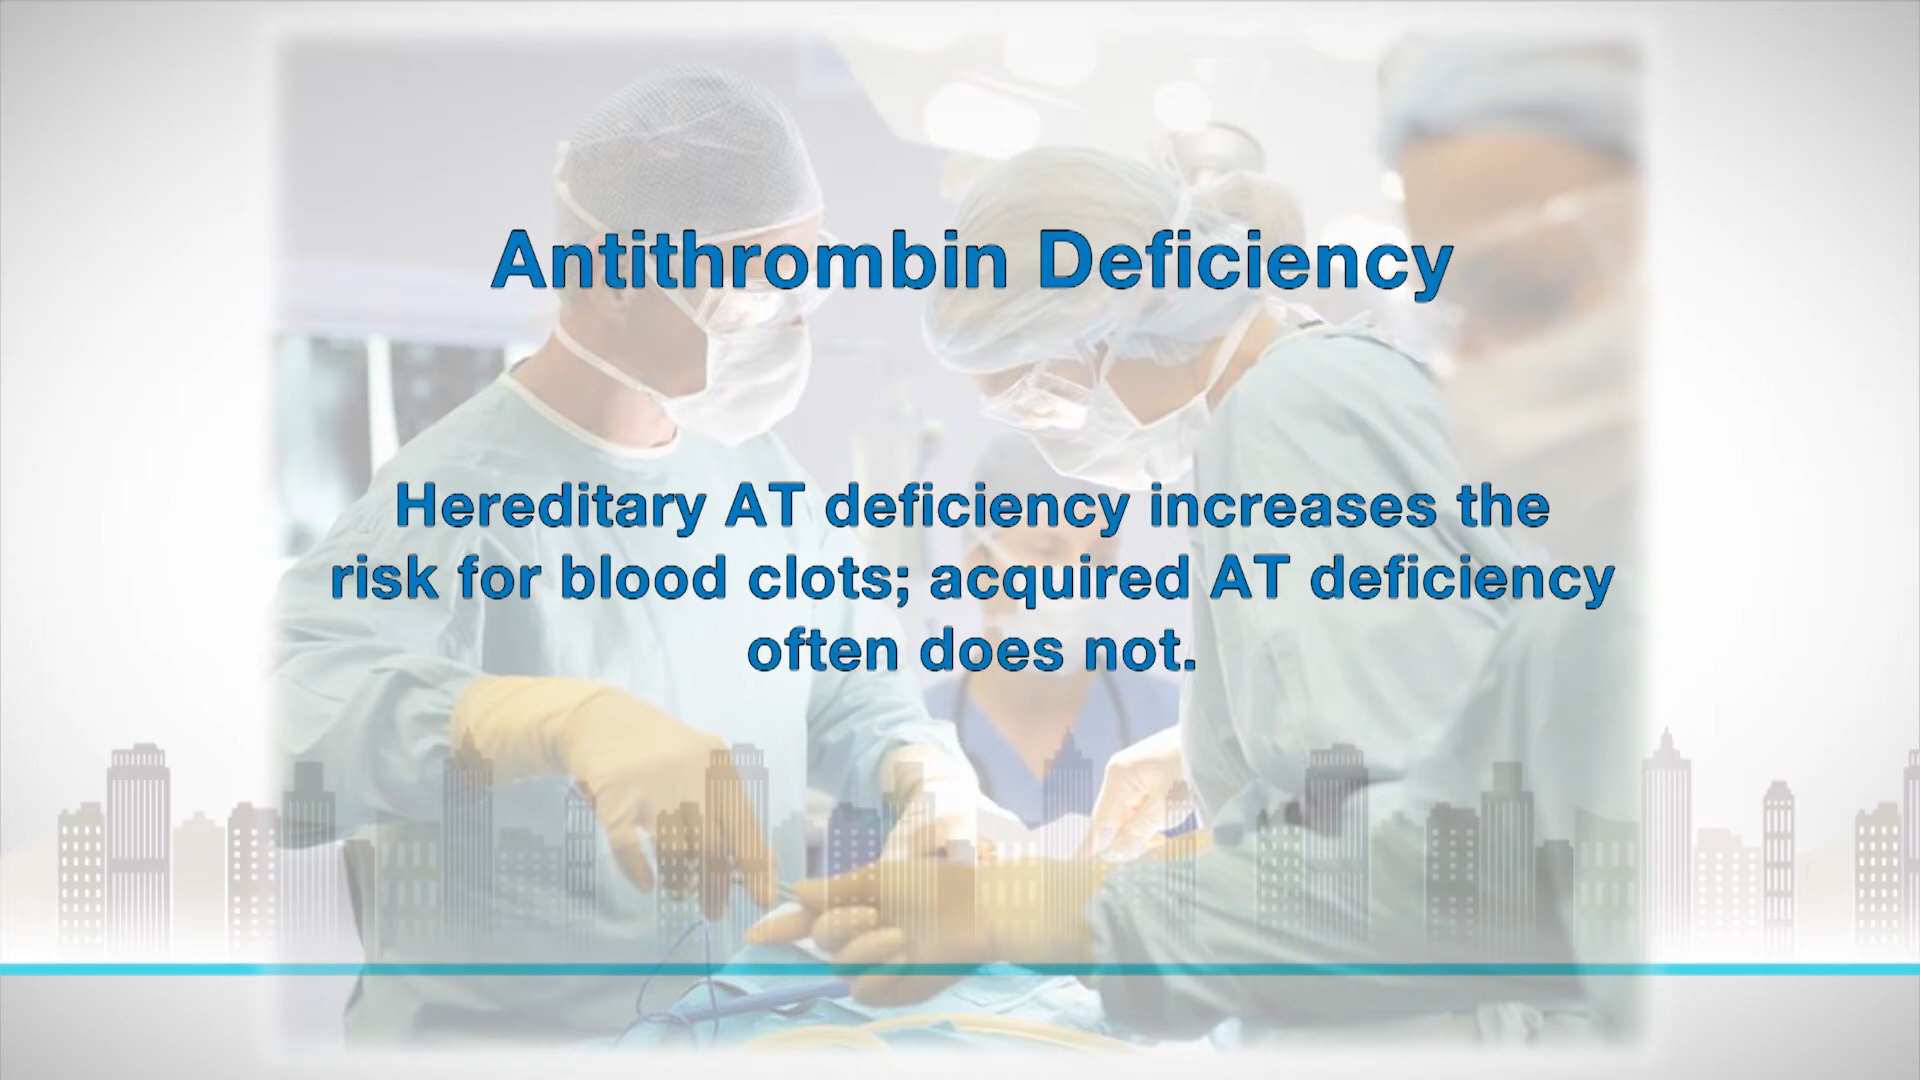 Antithrombin Deficiency
Hereditary AT deficiency increases the
risk for blood clots; acquired AT deficiency
often does not.